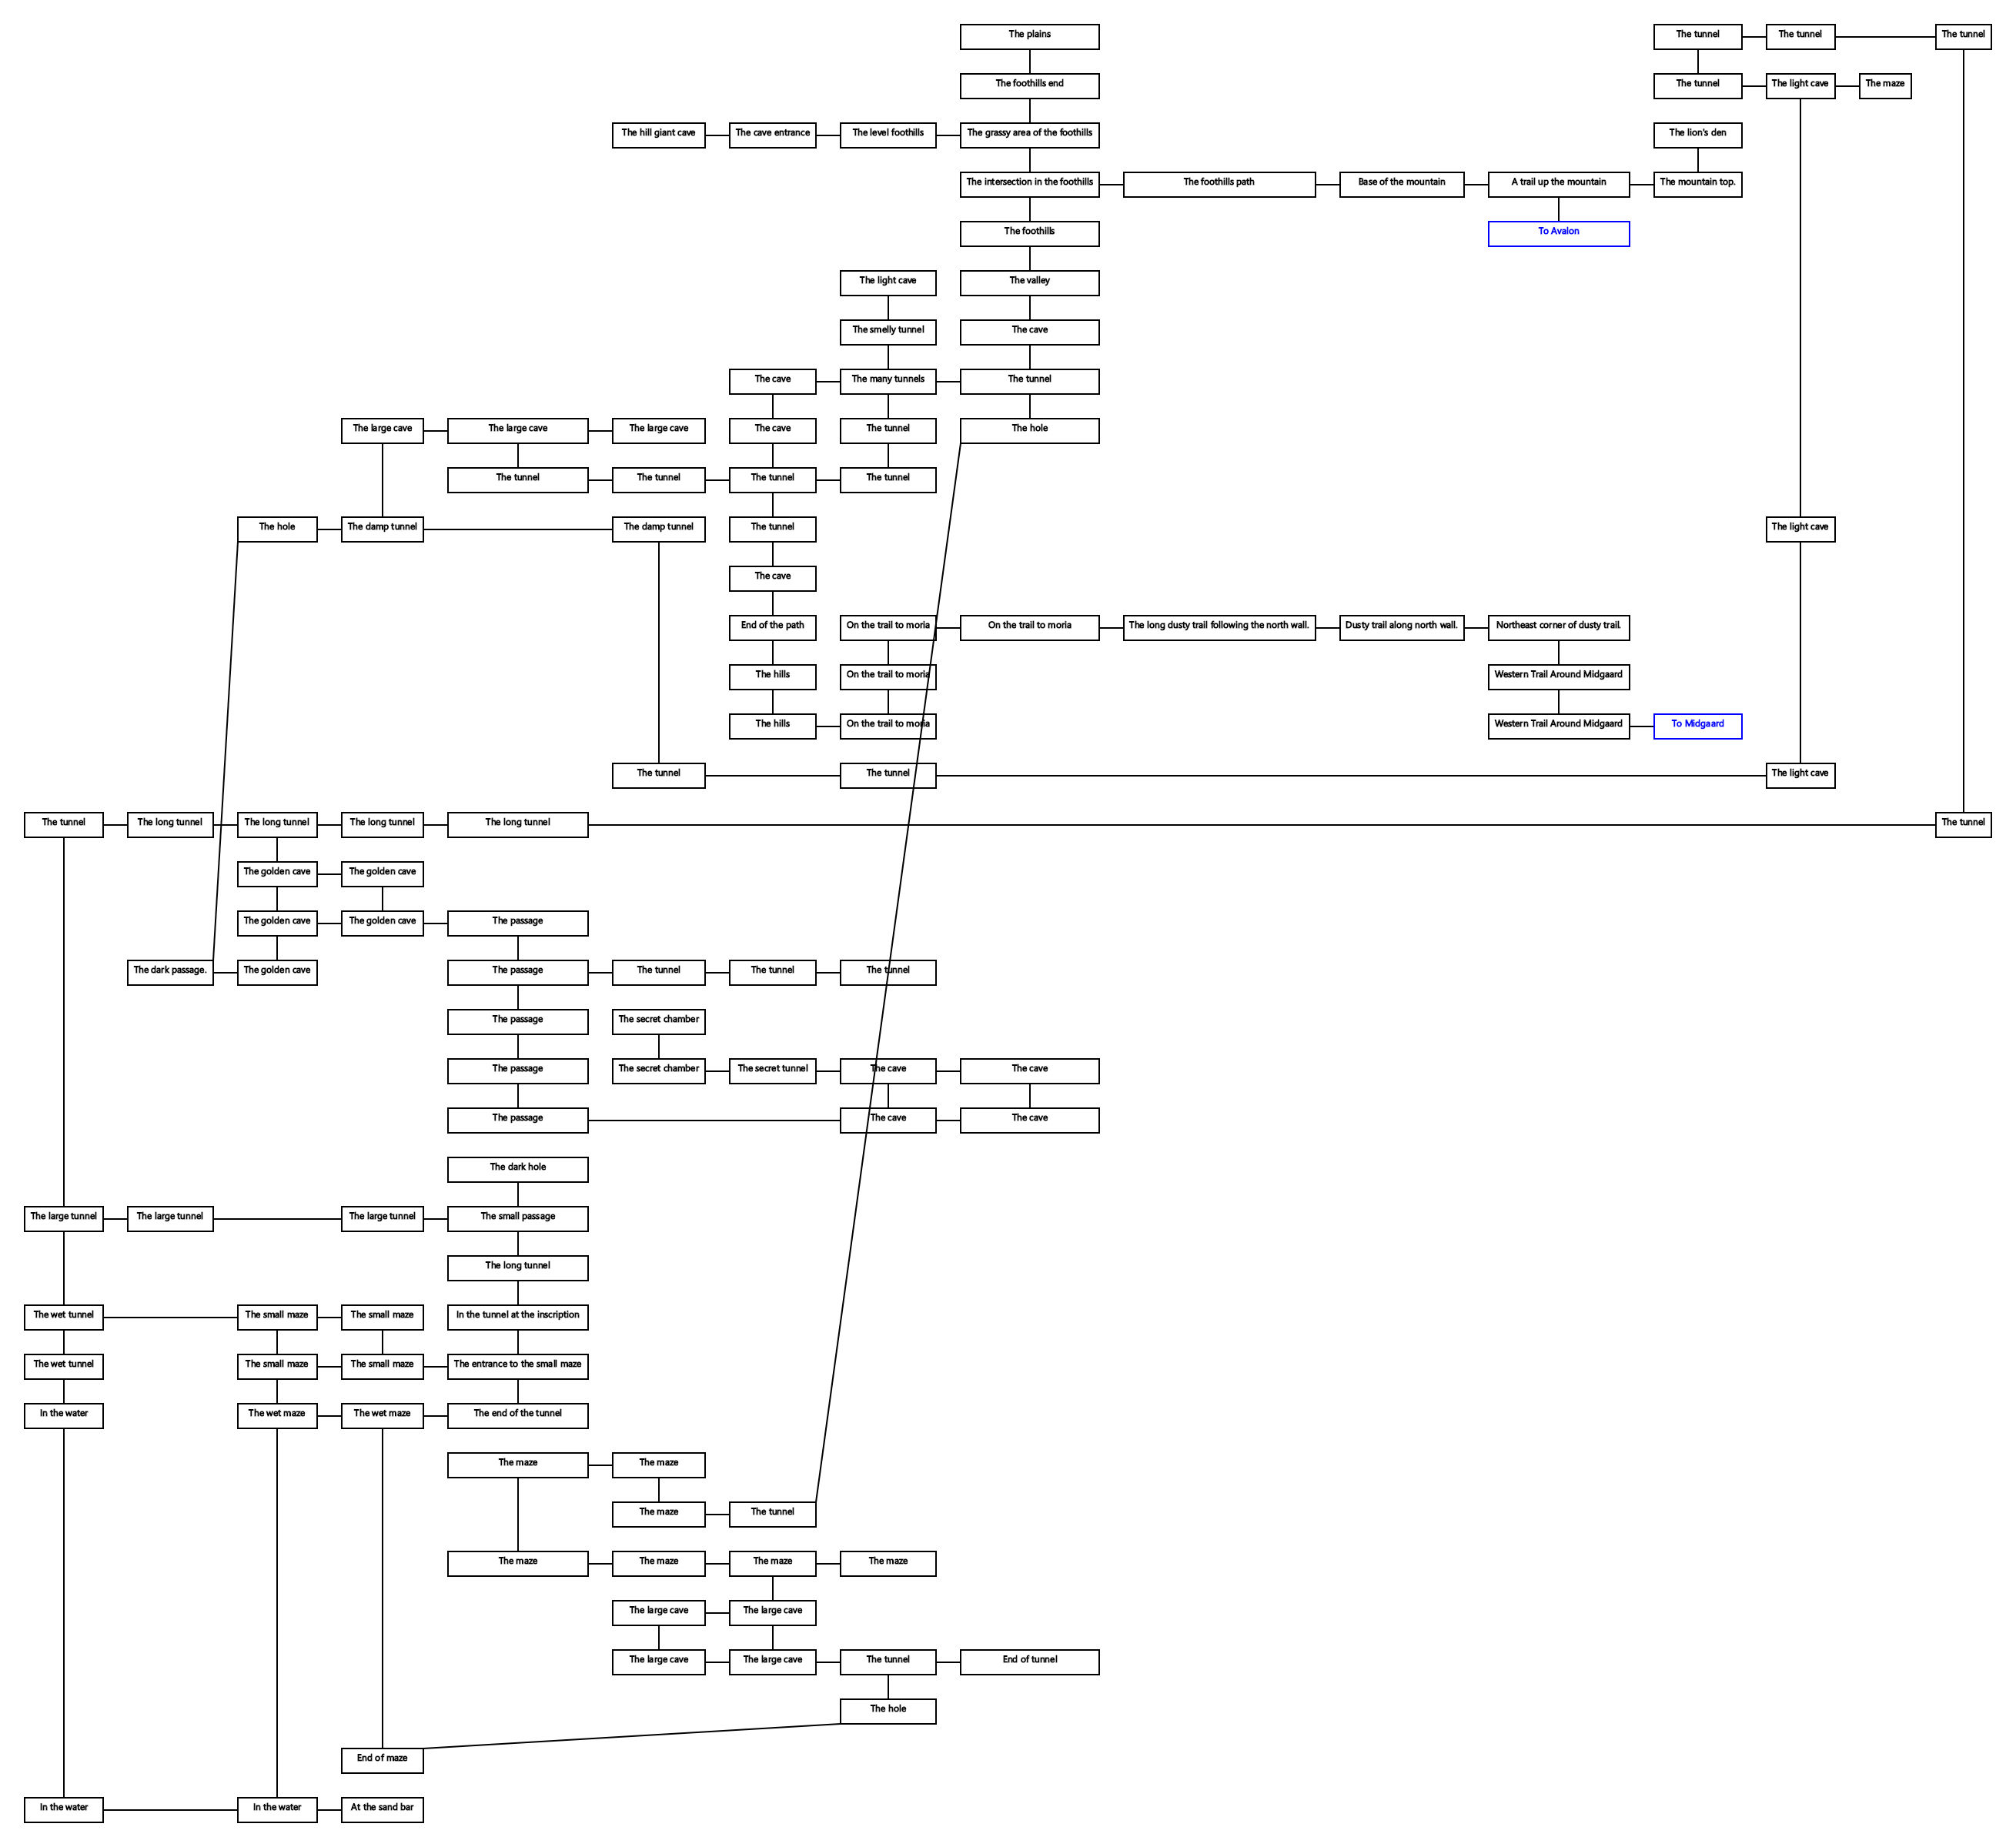 The plains
The tunnel
The tunnel
The tunnel
The foothills end
The tunnel
The light cave
The maze
The hill giant cave
The cave entrance
The level foothills
The grassy area of the foothills
The lion's den
The intersection in the foothills
The foothills path
Base of the mountain
A trail up the mountain
The mountain top.
The foothills
To Avalon
The light cave
The valley
The smelly tunnel
The cave
The cave
The many tunnels
The tunnel
The large cave
The large cave
The large cave
The cave
The tunnel
The hole
The tunnel
The tunnel
The tunnel
The tunnel
The hole
The damp tunnel
The damp tunnel
The tunnel
The light cave
The cave
End of the path
On the trail to moria
On the trail to moria
The long dusty trail following the north wall.
Dusty trail along north wall.
Northeast corner of dusty trail.
The hills
On the trail to moria
Western Trail Around Midgaard
The hills
On the trail to moria
Western Trail Around Midgaard
To Midgaard
The tunnel
The tunnel
The light cave
The tunnel
The long tunnel
The long tunnel
The long tunnel
The long tunnel
The tunnel
The golden cave
The golden cave
The golden cave
The golden cave
The passage
The dark passage.
The golden cave
The passage
The tunnel
The tunnel
The tunnel
The passage
The secret chamber
The passage
The secret chamber
The secret tunnel
The cave
The cave
The passage
The cave
The cave
The dark hole
The large tunnel
The large tunnel
The large tunnel
The small passage
The long tunnel
The wet tunnel
The small maze
The small maze
In the tunnel at the inscription
The wet tunnel
The small maze
The small maze
The entrance to the small maze
In the water
The wet maze
The wet maze
The end of the tunnel
The maze
The maze
The maze
The tunnel
The maze
The maze
The maze
The maze
The large cave
The large cave
The large cave
The large cave
The tunnel
End of tunnel
The hole
End of maze
In the water
In the water
At the sand bar